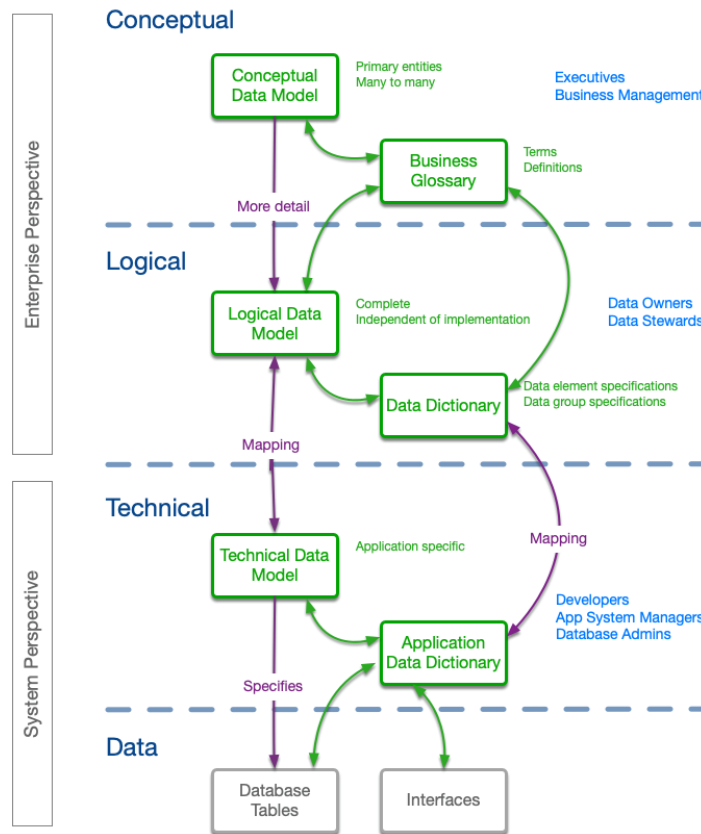 Conceptual
Conceptual
Data Model
Primary entities
Many to many
Executives
Business Management
Business
Glossary
Terms
Definitions
More detail
Enterprise Perspective
Logical
Logical Data
Model
Complete
Independent of implementation
Data Owners
Data Stewards
Data Dictionary
Data element specifications
Data group specifications
Mapping
Technical
Technical Data
Model
Application specific
Mapping
Developers
App System Managers
Database Admins
Application
Data Dictionary
System Perspective
Specifies
Data
Database
Tables
Interfaces